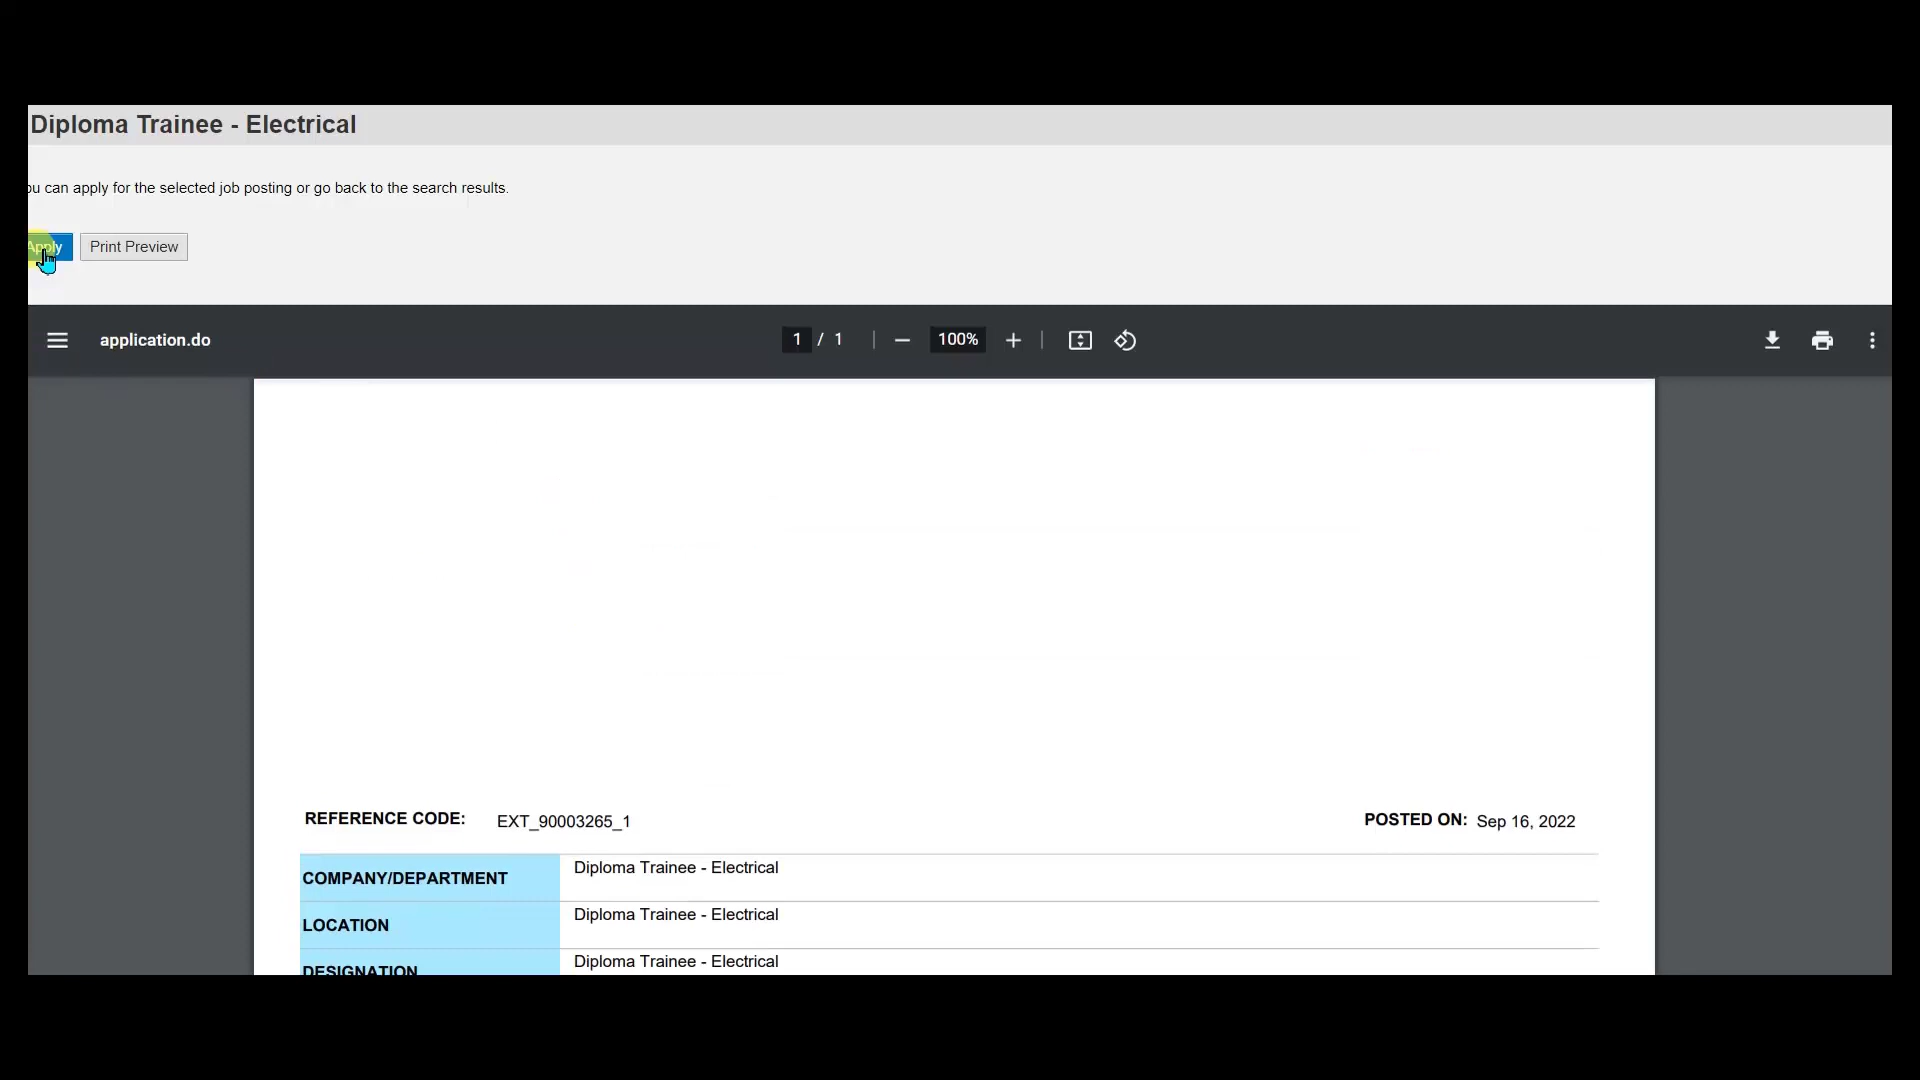 Diploma Trainee - Electrical
ou can apply for the selected job posting or go back to the search results.
Apply Print Preview
application.do 1 / 1 100%
REFERENCE CODE: EXT_90003265_1 POSTED ON: Sep 16, 2022
COMPANY/DEPARTMENT Diploma Trainee - Electrical
LOCATION Diploma Trainee - Electrical
DESIGNATION Diploma Trainee - Electrical